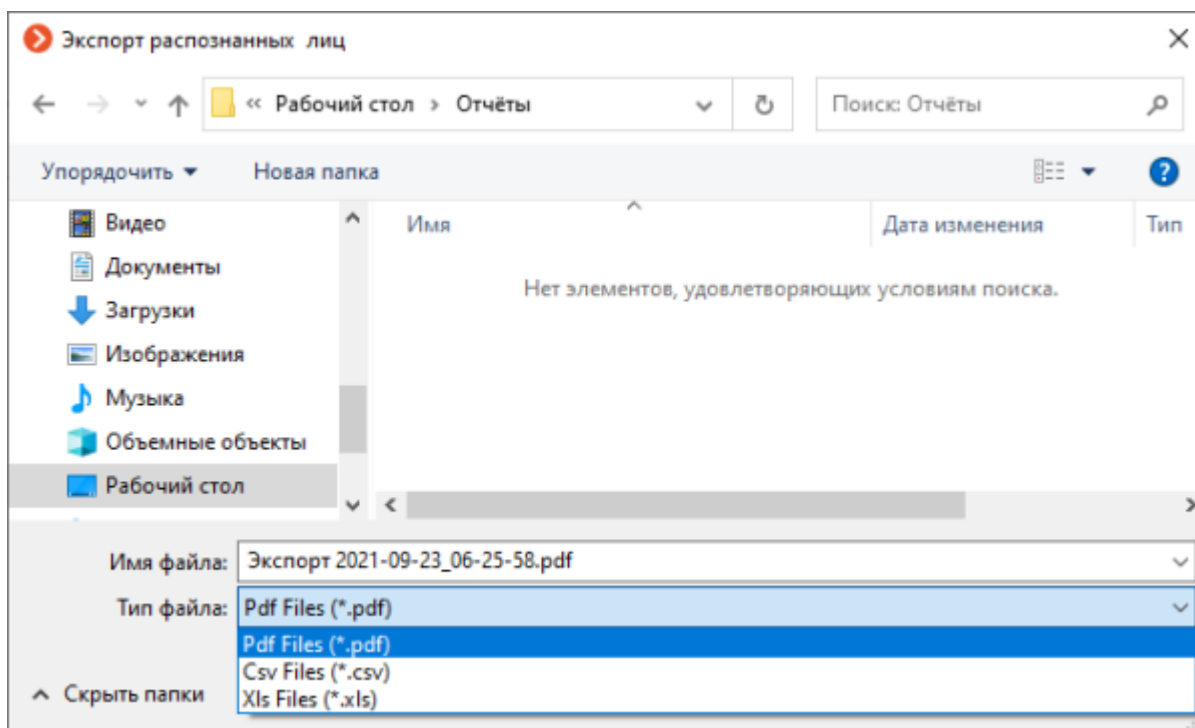 Экспорт распознанных лиц
« Рабочий стол › Отчёты
Поиск: Отчёты
Упорядочить
Новая папка
Видео
Документы
Загрузки
Изображения
Музыка
Объемные объекты
Рабочий стол
Имя
Дата изменения
Тип
Нет элементов, удовлетворяющих условиям поиска.
Имя файла: Экспорт 2021-09-23_06-25-58.pdf
Тип файла: Pdf Files (*.pdf)
Pdf Files (*.pdf)
Csv Files (*.csv)
Xls Files (*.xls)
Скрыть папки